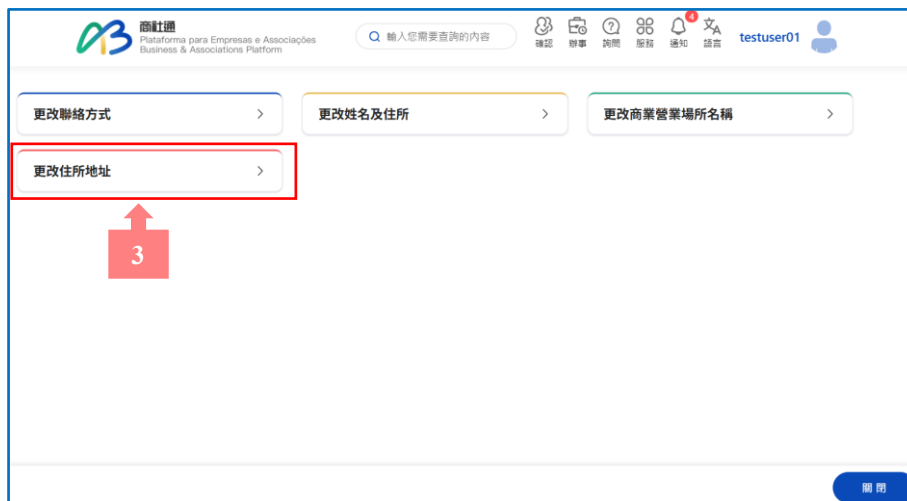 商社通
Plataforma para Empresas e Associações
Business & Associations Platform
輸入您需要查詢的內容
確認
辦事
詢問
服務
4
通知
語言
testuser01
更改聯絡方式
更改姓名及住所
更改商業營業場所名稱
更改住所地址
3
關閉